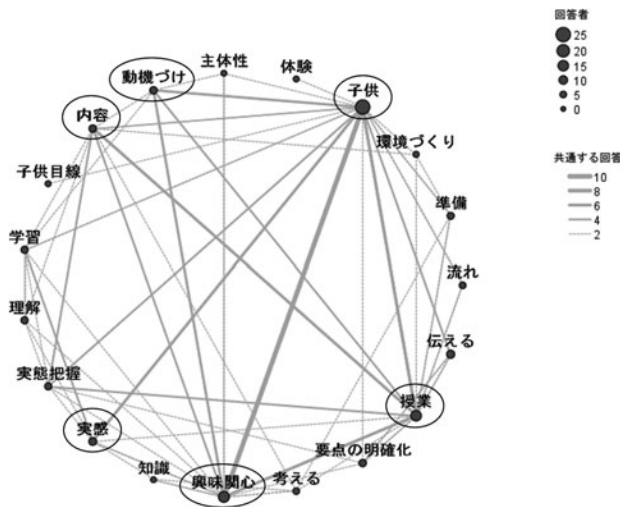 主体性
体験
動機づけ
子供
内容
環境づくり
子供目線
準備
学習
流れ
理解
伝える
実態把握
授業
実感
要点の明確化
知識
興味関心
考える
回答者
25
20
15
10
5
0
共通する回答
10
8
6
4
2